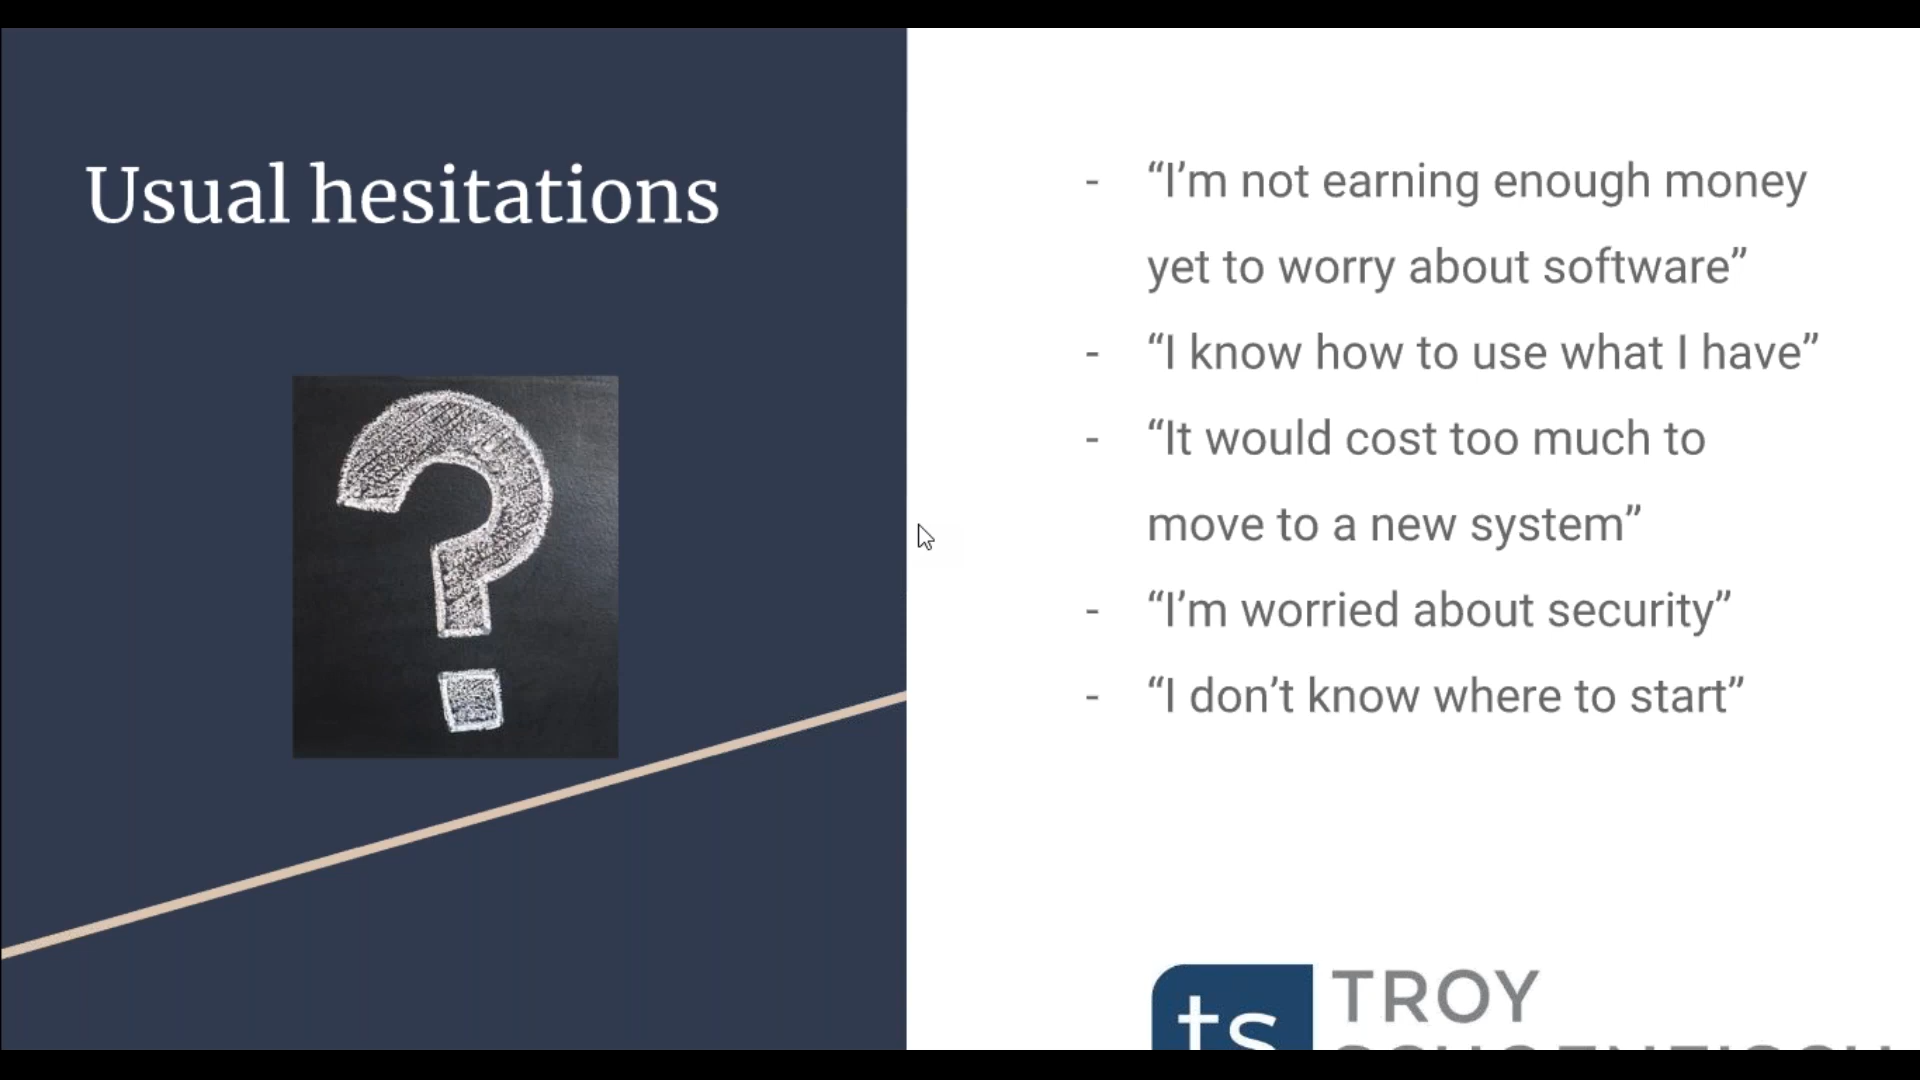 Usual hesitations
- “I’m not earning enough money
yet to worry about software”
- “I know how to use what I have”
- “It would cost too much to
move to a new system”
- “I’m worried about security”
- “I don’t know where to start”
ts
TROY